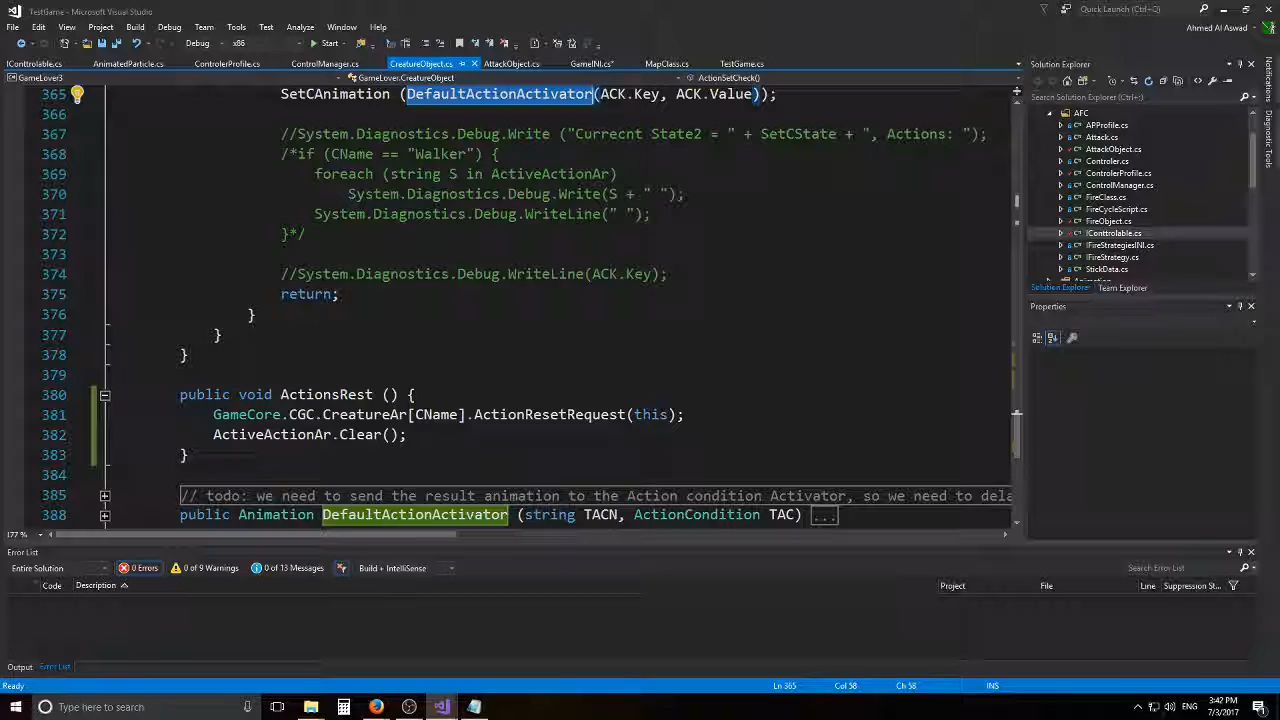 TestGame - Microsoft Visual Studio
Quick Launch (Ctrl+Q)
File Edit View Project Build Debug Team Tools Test Analyze Window Help
Ahmed Al Aswad
Debug x86 Start
IConttrolable.cs AnimatedParticle.cs ControlerProfile.cs ControlManager.cs CreatureObject.cs AttackObject.cs GameINI.cs* MapClass.cs TestGame.cs
GameLover3 GameLover.CreatureObject ActionSetCheck()
365 SetCAnimation (DefaultActionActivator(ACK.Key, ACK.Value));
366
367 //System.Diagnostics.Debug.Write ("Currecnt State2 = " + SetCState + ", Actions: ");
368 /*if (CName == "Walker") {
369 foreach (string S in ActiveActionAr)
370 System.Diagnostics.Debug.Write(S + " ");
371 System.Diagnostics.Debug.WriteLine(" ");
372 }*/
373
374 //System.Diagnostics.Debug.WriteLine(ACK.Key);
375 return;
376 }
377 }
378 }
379
380 public void ActionsRest () {
381 GameCore.CGC.CreatureAr[CName].ActionResetRequest(this);
382 ActiveActionAr.Clear();
383 }
384
385 // todo: we need to send the result animation to the Action condition Activator, so we need to dela
388 public Animation DefaultActionActivator (string TACN, ActionCondition TAC) ...
Solution Explorer
Search Solution Explorer (Ctrl+;)
AFC
APProfile.cs
Attack.cs
AttackObject.cs
Controler.cs
ControlerProfile.cs
ControlManager.cs
FireClass.cs
FireCycleScript.cs
FireObject.cs
IConttrolable.cs
IFireStrategiesINI.cs
IFireStrategy.cs
StickData.cs
Solution Explorer Team Explorer
Properties
Notifications
Diagnostic Tools
177 %
Error List
Entire Solution 0 Errors 0 of 9 Warnings 0 of 13 Messages Build + IntelliSense
Search Error List
Code Description Project File Line Suppression St...
Output Error List
Ready Ln 365 Col 58 Ch 58 INS
Type here to search
ENG
3:42 PM
7/3/2017